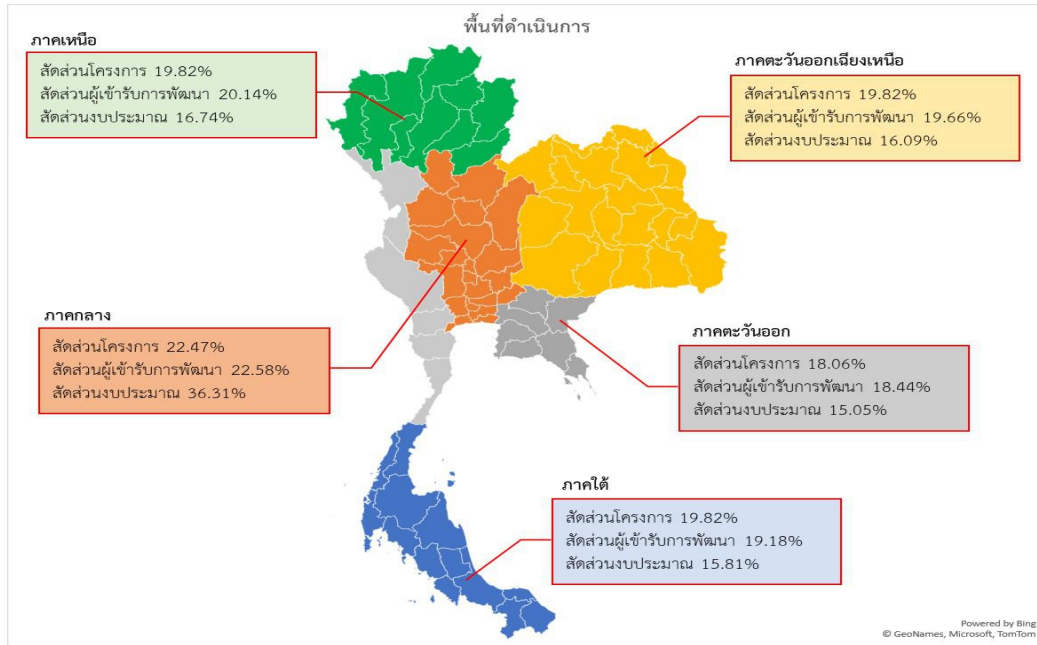 พื้นที่ดำเนินการ
ภาคเหนือ
สัดส่วนโครงการ 19.82%
สัดส่วนผู้เข้ารับการพัฒนา 20.14%
สัดส่วนงบประมาณ 16.74%
ภาคตะวันออกเฉียงเหนือ
สัดส่วนโครงการ 19.82%
สัดส่วนผู้เข้ารับการพัฒนา 19.66%
สัดส่วนงบประมาณ 16.09%
ภาคกลาง
สัดส่วนโครงการ 22.47%
สัดส่วนผู้เข้ารับการพัฒนา 22.58%
สัดส่วนงบประมาณ 36.31%
ภาคตะวันออก
สัดส่วนโครงการ 18.06%
สัดส่วนผู้เข้ารับการพัฒนา 18.44%
สัดส่วนงบประมาณ 15.05%
ภาคใต้
สัดส่วนโครงการ 19.82%
สัดส่วนผู้เข้ารับการพัฒนา 19.18%
สัดส่วนงบประมาณ 15.81%
Powered by Bing
© GeoNames, Microsoft, TomTom